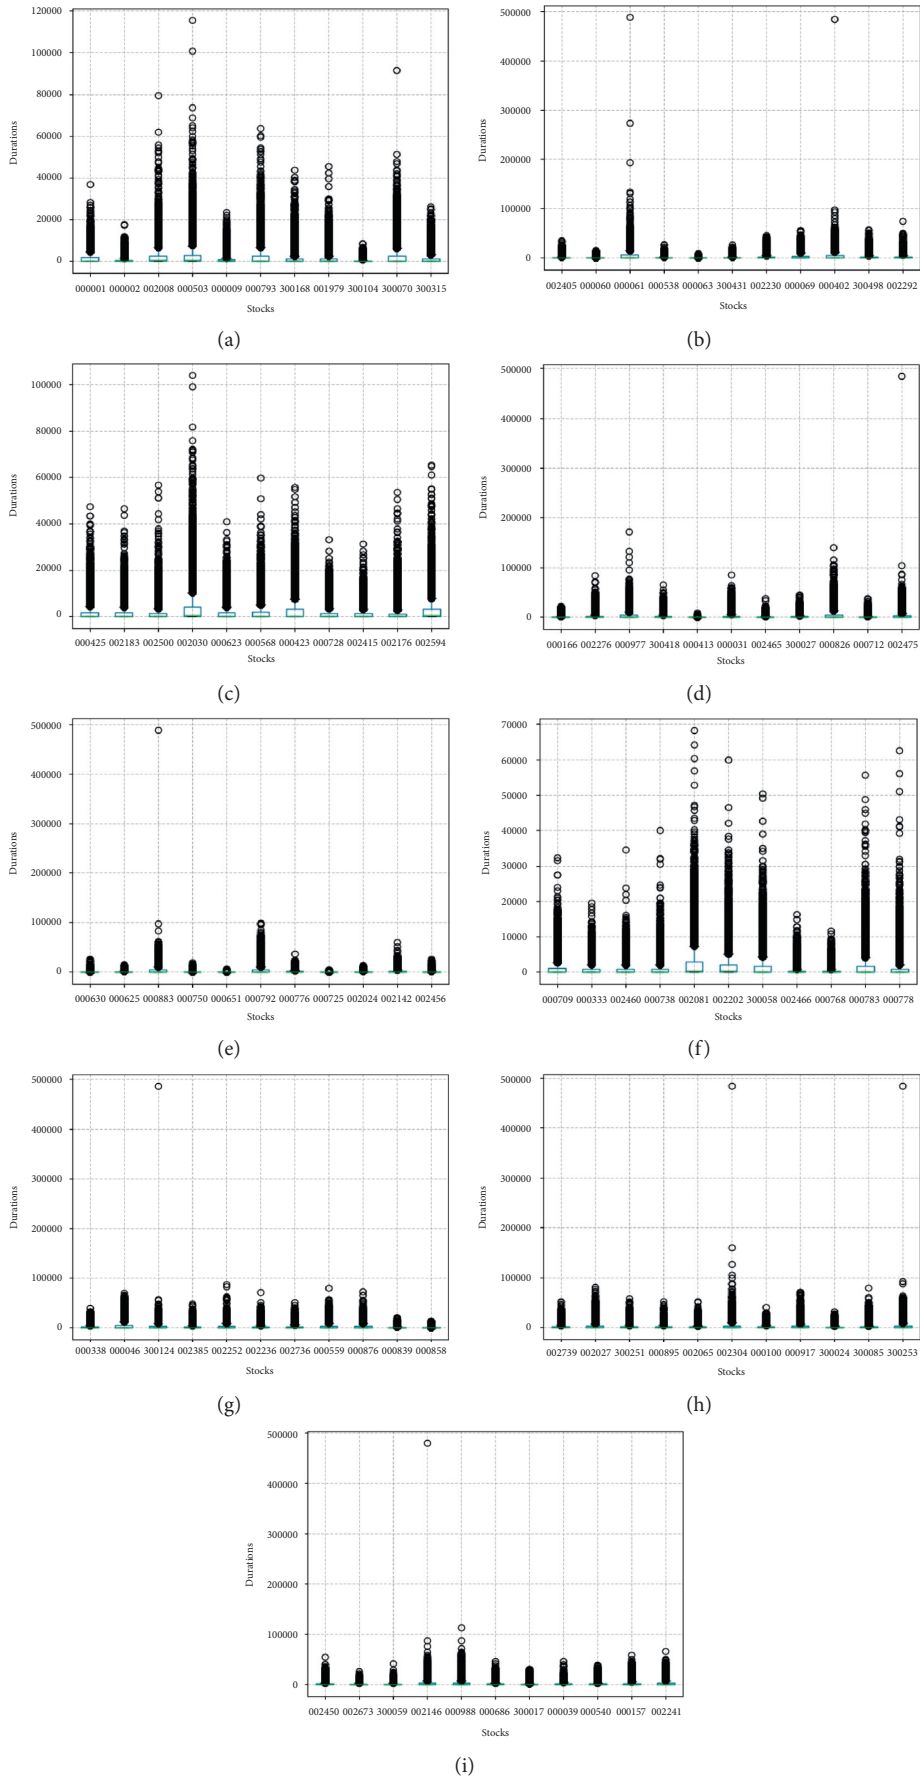 120000
100000
80000
60000
40000
20000
0
Durations
000001 000002 002008 000503 000009 000793 300168 001979 300104 300070 300315
Stocks
(a)
500000
400000
300000
200000
100000
0
Durations
002405 000060 000061 000538 000063 300431 002230 000069 000402 300498 002292
Stocks
(b)
100000
80000
60000
40000
20000
0
Durations
000425 002183 002500 002030 000623 000568 000423 000728 002415 002176 002594
Stocks
(c)
500000
400000
300000
200000
100000
0
Durations
000166 002276 000977 300418 000413 000031 002465 300027 000826 000712 002475
Stocks
(d)
500000
400000
300000
200000
100000
0
Durations
000630 000625 000883 000750 000651 000792 000776 000725 002024 002142 002456
Stocks
(e)
70000
60000
50000
40000
30000
20000
10000
0
Durations
000709 000333 002460 000738 002081 002202 300058 002466 000768 000783 000778
Stocks
(f)
500000
400000
300000
200000
100000
0
Durations
000338 000046 300124 002385 002252 002236 002736 000559 000876 000839 000858
Stocks
(g)
500000
400000
300000
200000
100000
0
Durations
002739 002027 300251 000895 002065 002304 000100 000917 300024 300085 300253
Stocks
(h)
500000
400000
300000
200000
100000
0
Durations
002450 002673 300059 002146 000988 000686 300017 000039 000540 000157 002241
Stocks
(i)